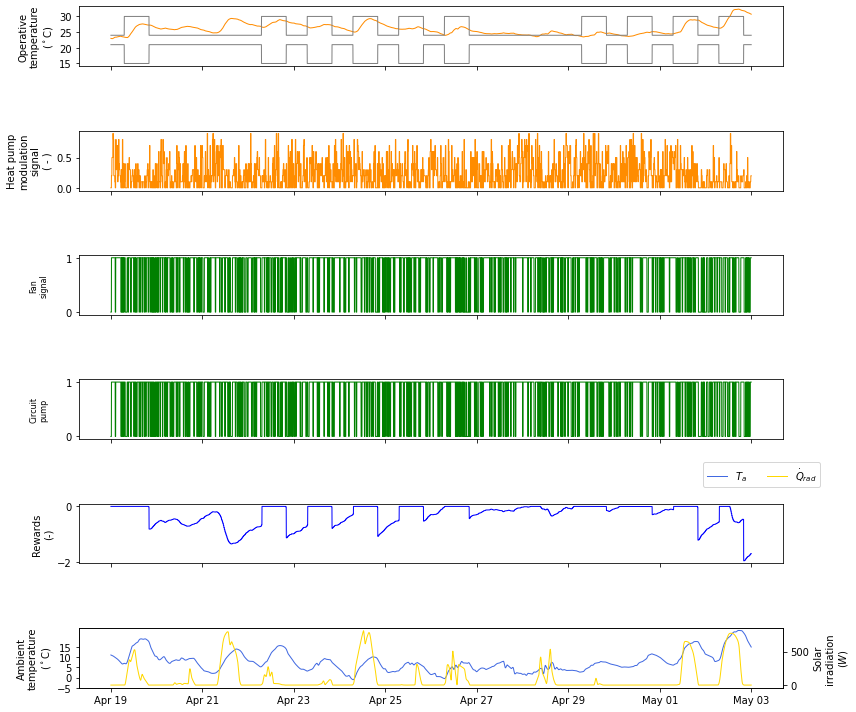 Operative
temperature
(°C)
30
25
20
15
Heat pump
modulation
signal
( - )
0.5
0.0
Fan
signal
1
0
Circuit
pump
1
0
Tₐ
Q̇rad
Rewards
(-)
0
−2
Ambient
temperature
(°C)
15
10
5
0
−5
500
0
Solar
irradiation
(W)
Apr 19
Apr 21
Apr 23
Apr 25
Apr 27
Apr 29
May 01
May 03